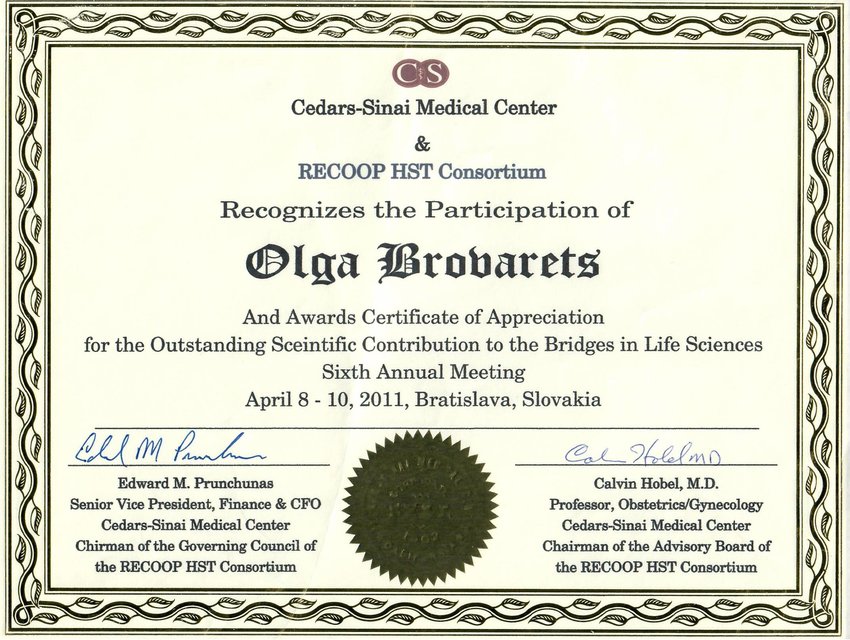 CS
Cedars-Sinai Medical Center
&
RECOOP HST Consortium
Recognizes the Participation of
Olga Brovarets
And Awards Certificate of Appreciation
for the Outstanding Sceintific Contribution to the Bridges in Life Sciences
Sixth Annual Meeting
April 8 - 10, 2011, Bratislava, Slovakia
Edward M. Prunchunas
Senior Vice President, Finance & CFO
Cedars-Sinai Medical Center
Chirman of the Governing Council of
the RECOOP HST Consortium
Calvin Hobel, M.D.
Professor, Obstetrics/Gynecology
Cedars-Sinai Medical Center
Chairman of the Advisory Board of
the RECOOP HST Consortium